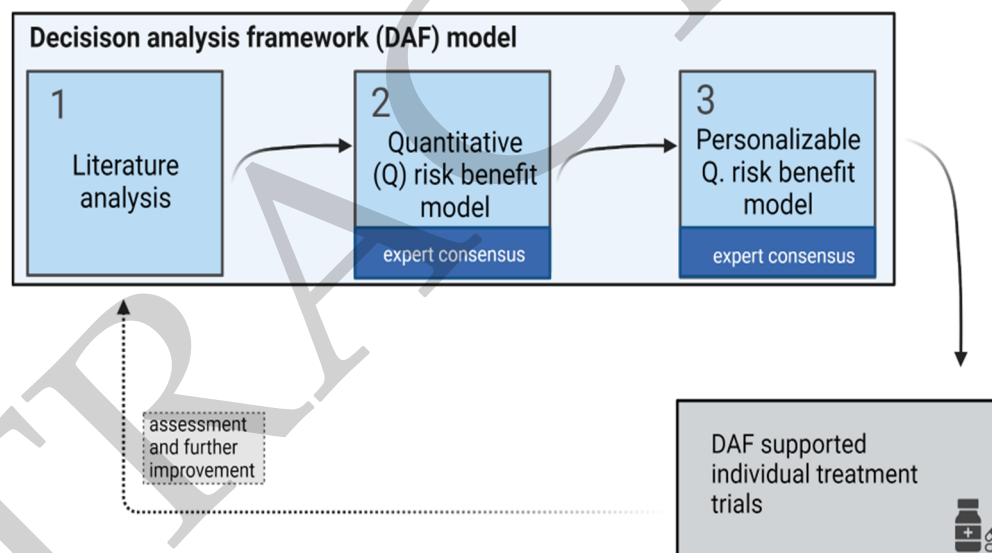 Decisison analysis framework (DAF) model
1
Literature
analysis
2
Quantitative
(Q) risk benefit
model
expert consensus
3
Personalizable
Q. risk benefit
model
expert consensus
assessment
and further
improvement
DAF supported
individual treatment
trials